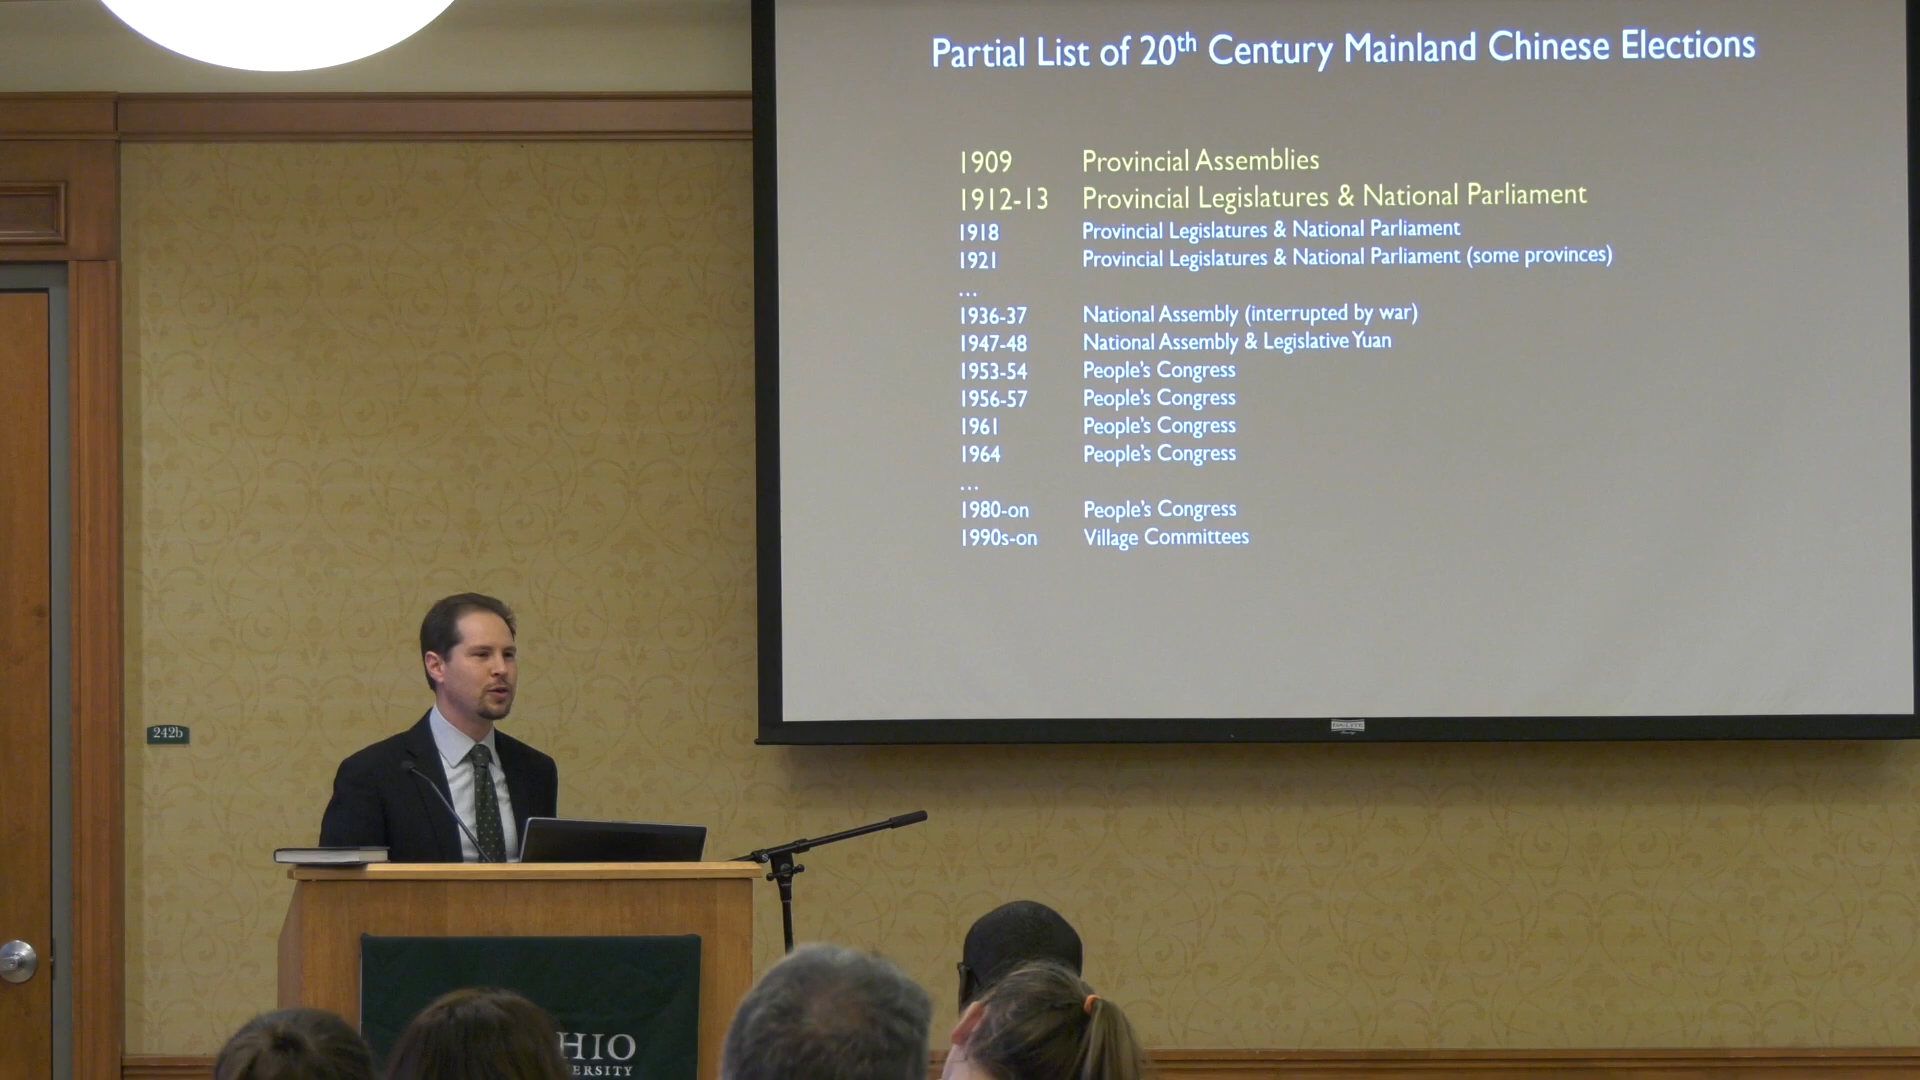 Partial List of 20th Century Mainland Chinese Elections
1909 Provincial Assemblies
1912-13 Provincial Legislatures & National Parliament
1918 Provincial Legislatures & National Parliament
1921 Provincial Legislatures & National Parliament (some provinces)
...
1936-37 National Assembly (interrupted by war)
1947-48 National Assembly & Legislative Yuan
1953-54 People's Congress
1956-57 People's Congress
1961 People's Congress
1964 People's Congress
...
1980-on People's Congress
1990s-on Village Committees
DA-LITE
242b
HIO
ERSITY